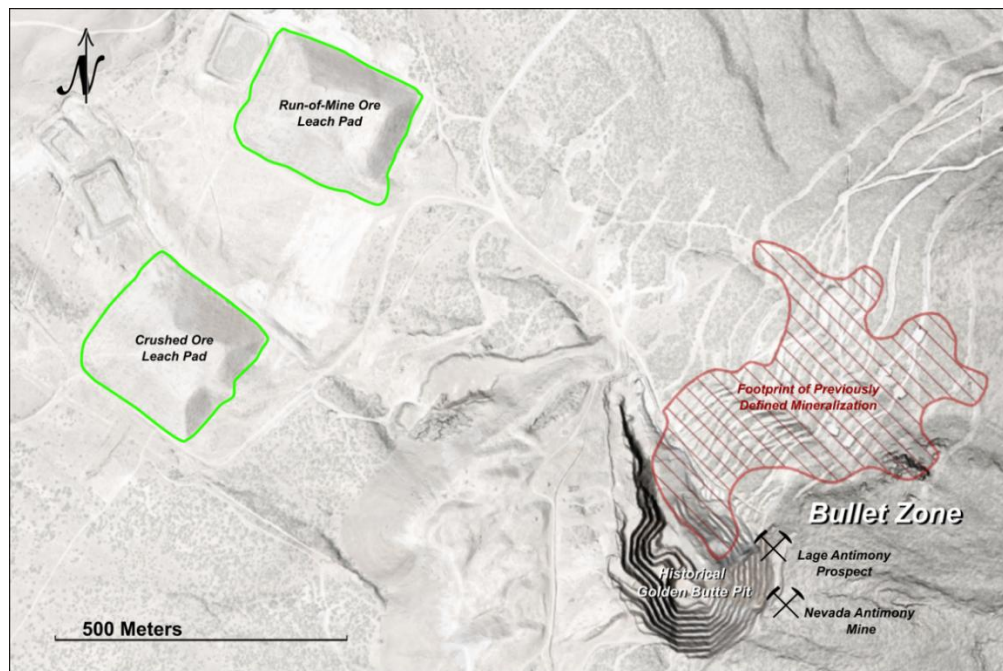 N
Run-of-Mine Ore
Leach Pad
Crushed Ore
Leach Pad
Footprint of Previously
Defined Mineralization
Bullet Zone
Lage Antimony
Prospect
Historical
Golden Butte Pit
Nevada Antimony
Mine
500 Meters